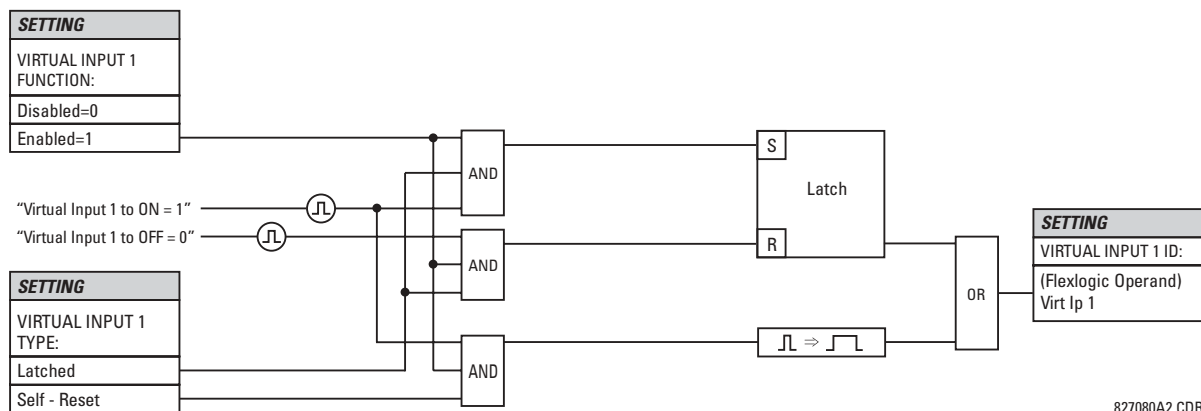 SETTING
VIRTUAL INPUT 1
FUNCTION:
Disabled=0
Enabled=1
“Virtual Input 1 to ON = 1”
“Virtual Input 1 to OFF = 0”
SETTING
VIRTUAL INPUT 1
TYPE:
Latched
Self - Reset
AND
AND
AND
S
Latch
R
OR
SETTING
VIRTUAL INPUT 1 ID:
(Flexlogic Operand)
Virt Ip 1
827080A2.CDR